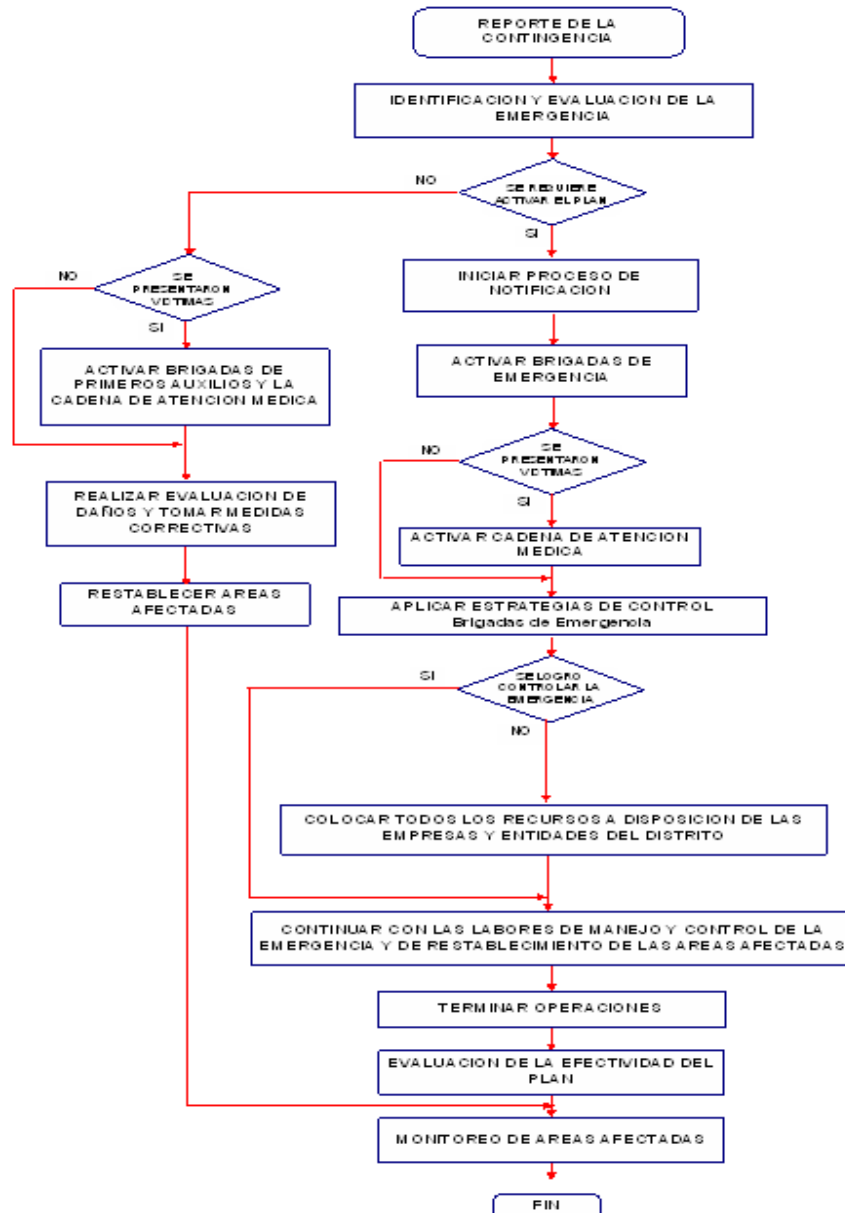 REPORTE DE LA
CONTINGENCIA
IDENTIFICACION Y EVALUACION DE LA
EMERGENCIA
NO
SE REQUIERE
ACTIVAR EL PLAN
SI
NO
SE
PRESENTARON
VICTIMAS
SI
INICIAR PROCESO DE
NOTIFICACION
ACTIVAR BRIGADAS DE
PRIMEROS AUXILIOS Y LA
CADENA DE ATENCION MEDICA
ACTIVAR BRIGADAS DE
EMERGENCIA
NO
SE
PRESENTARON
VICTIMAS
SI
REALIZAR EVALUACION DE
DAÑOS Y TOMAR MEDIDAS
CORRECTIVAS
ACTIVAR CADENA DE ATENCION
MEDICA
RESTABLECER AREAS
AFECTADAS
APLICAR ESTRATEGIAS DE CONTROL
Brigadas de Emergencia
SI
SE LOGRO
CONTROLAR LA
EMERGENCIA
NO
COLOCAR TODOS LOS RECURSOS A DISPOSICION DE LAS
EMPRESAS Y ENTIDADES DEL DISTRITO
CONTINUAR CON LAS LABORES DE MANEJO Y CONTROL DE LA
EMERGENCIA Y DE RESTABLECIMIENTO DE LAS AREAS AFECTADAS
TERMINAR OPERACIONES
EVALUACION DE LA EFECTIVIDAD DEL
PLAN
MONITOREO DE AREAS AFECTADAS
FIN